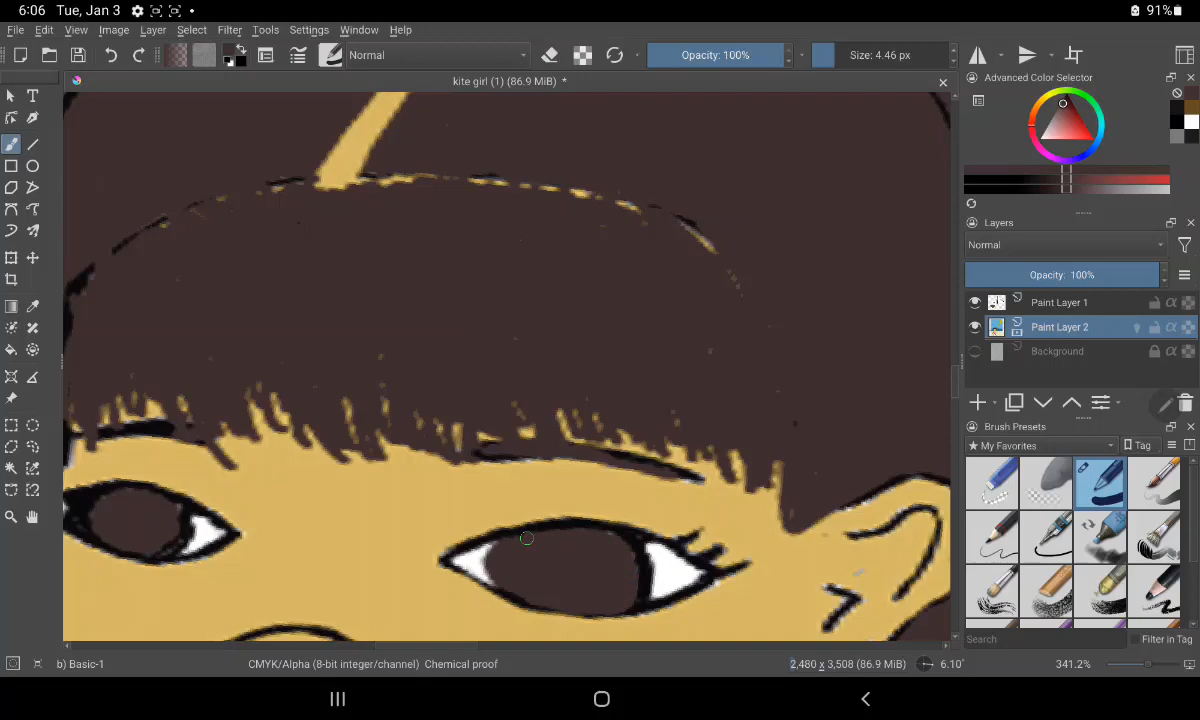 6:06 Tue, Jan 3 91%
File Edit View Image Layer Select Filter Tools Settings Window Help
Normal Opacity: 100% Size: 4.46 px
kite girl (1) (86.9 MiB) *
Advanced Color Selector
Layers
Normal
Opacity: 100%
Paint Layer 1
Paint Layer 2
Background
Brush Presets
★ My Favorites Tag
Search Filter in Tag
b) Basic-1 CMYK/Alpha (8-bit integer/channel) Chemical proof 2,480 x 3,508 (86.9 MiB) 6.10° 341.2%